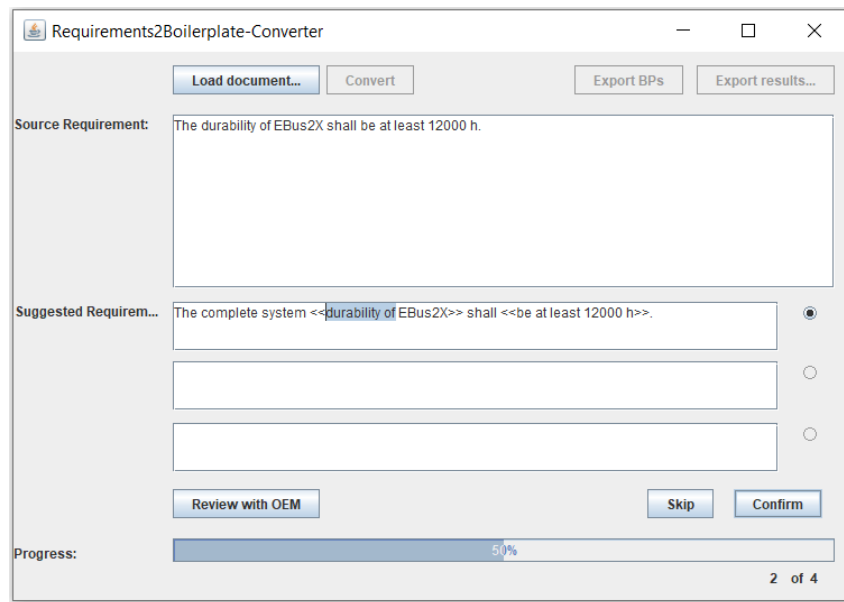 Requirements2Boilerplate-Converter
Load document... Convert Export BPs Export results...
Source Requirement: The durability of EBus2X shall be at least 12000 h.
Suggested Requirem... The complete system <<durability of EBus2X>> shall <<be at least 12000 h>>.
Review with OEM Skip Confirm
Progress: 50%
2 of 4